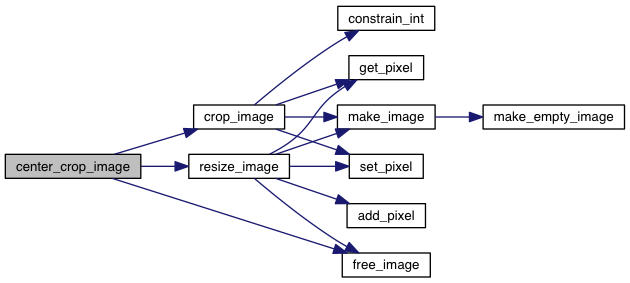 constrain_int
get_pixel
crop_image
make_image
make_empty_image
center_crop_image
resize_image
set_pixel
add_pixel
free_image